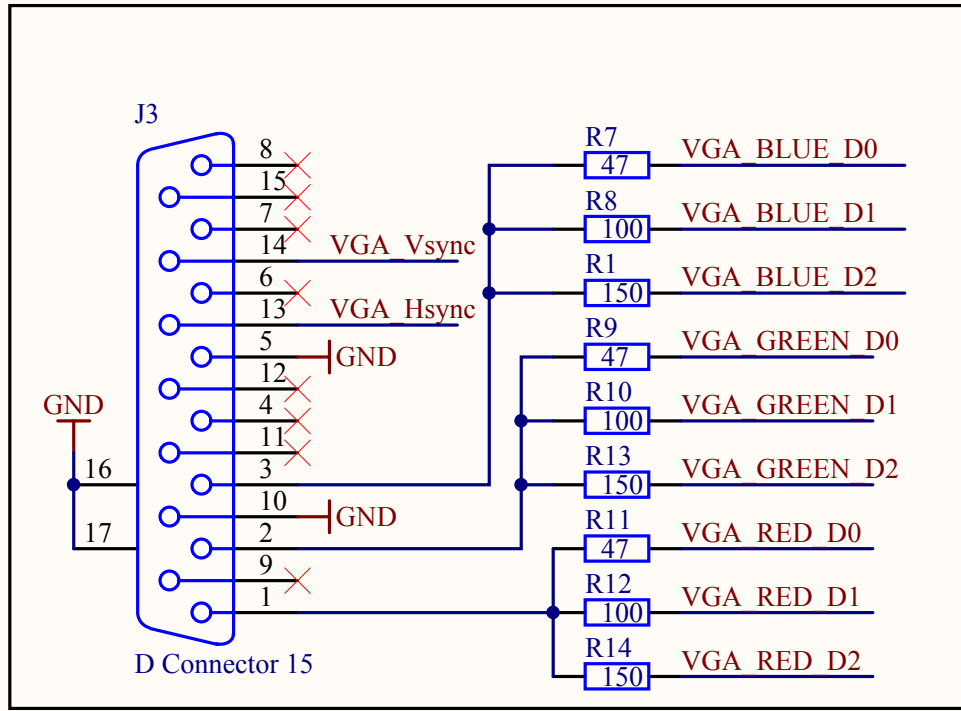 J3
8
15
7
14
VGA_Vsync
6
13
VGA_Hsync
5
GND
12
4
11
3
10
GND
2
9
1
GND
16
17
D Connector 15
R7
47
VGA_BLUE_D0
R8
100
VGA_BLUE_D1
R1
150
VGA_BLUE_D2
R9
47
VGA_GREEN_D0
R10
100
VGA_GREEN_D1
R13
150
VGA_GREEN_D2
R11
47
VGA_RED_D0
R12
100
VGA_RED_D1
R14
150
VGA_RED_D2